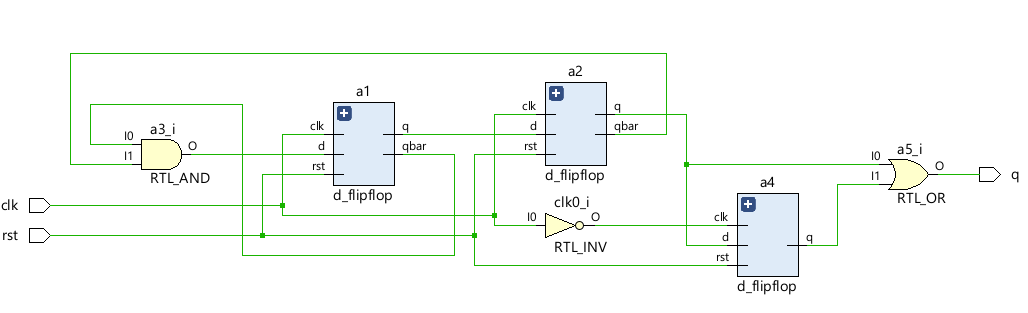 a1
a2
clk
q
d
qbar
rst
d_flipflop
a3_i
I0
I1
O
RTL_AND
clk
q
d
qbar
rst
d_flipflop
clk
rst
clk0_i
I0
O
RTL_INV
a4
clk
d
q
rst
d_flipflop
a5_i
I0
I1
O
RTL_OR
q